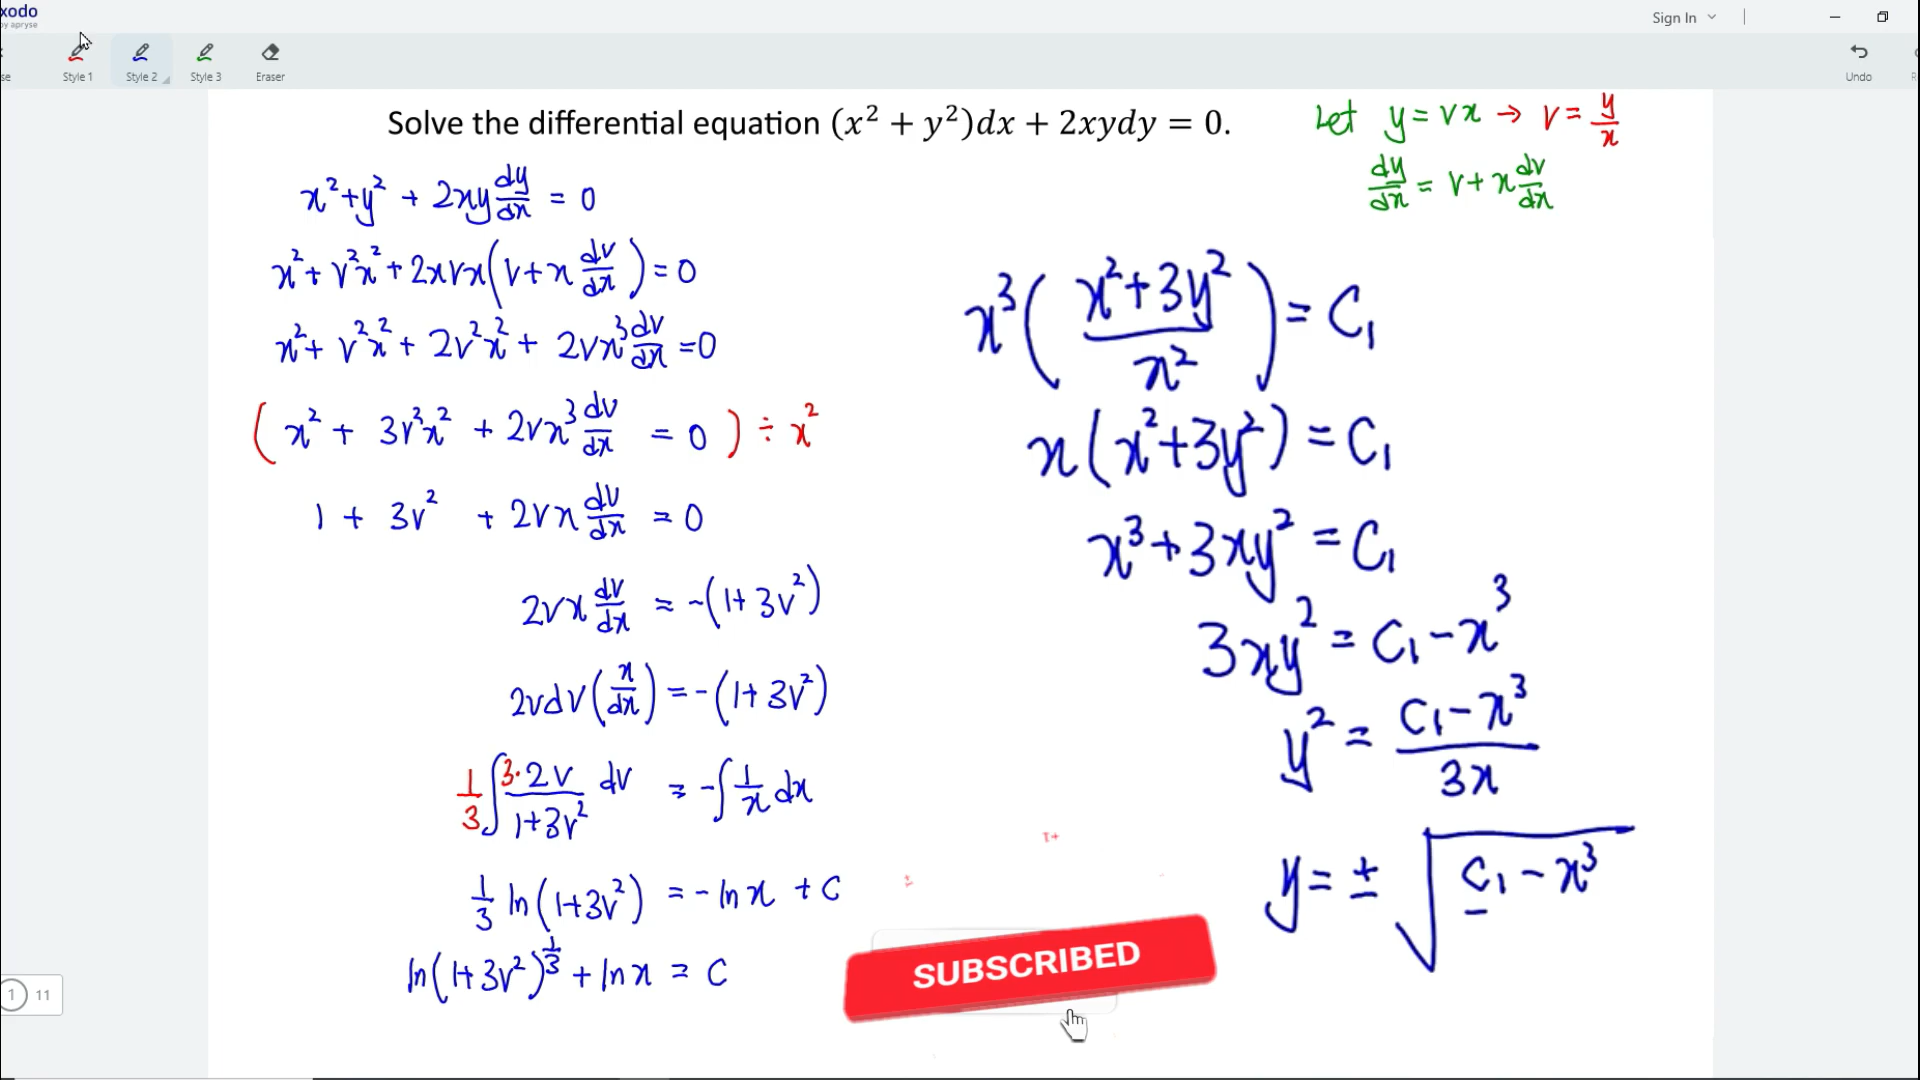 xodo
by apryse
Sign In
se
Style 1
Style 2
Style 3
Eraser
Undo
Solve the differential equation (x² + y²)dx + 2xydy = 0.
Let y = vx → v = y/x
dy/dx = v + x dv/dx
x² + y² + 2xy dy/dx = 0
x² + v²x² + 2xvx(v + x dv/dx) = 0
x² + v²x² + 2v²x² + 2vx³ dv/dx = 0
(x² + 3v²x² + 2vx³ dv/dx = 0) ÷ x²
1 + 3v² + 2vx dv/dx = 0
2vx dv/dx = -(1 + 3v²)
2vdv(x/dx) = -(1 + 3v²)
1/3 ∫ 3·2v/(1+3v²) dv = -∫ 1/x dx
1/3 ln(1+3v²) = -ln x + C
ln(1+3v²)^(1/3) + ln x = C
x³((x²+3y²)/x²) = C₁
x(x²+3y²) = C₁
x³ + 3xy² = C₁
3xy² = C₁ - x³
y² = (C₁ - x³)/3x
y = ± √(C₁ - x³)
SUBSCRIBED
1 11